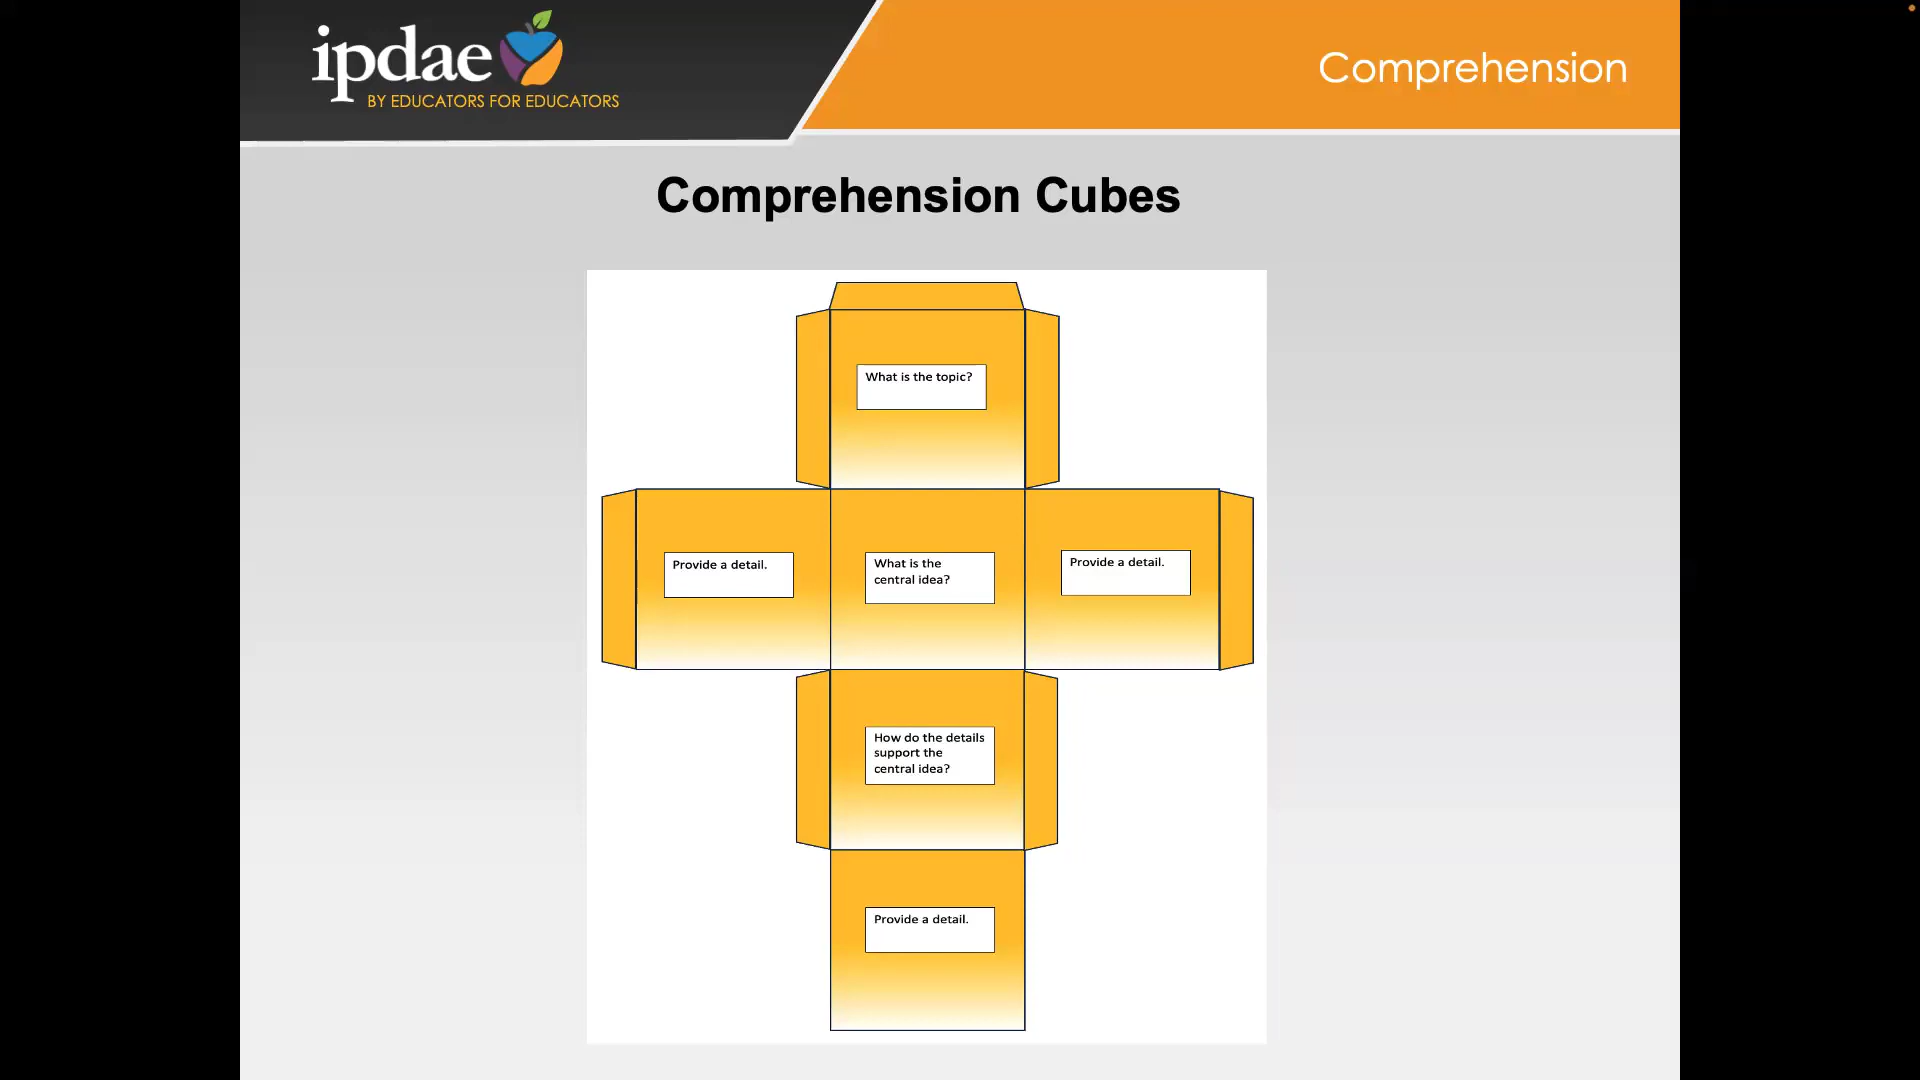 ipdae
BY EDUCATORS FOR EDUCATORS
Comprehension
Comprehension Cubes
What is the topic?
Provide a detail.
What is the
central idea?
Provide a detail.
How do the details
support the
central idea?
Provide a detail.